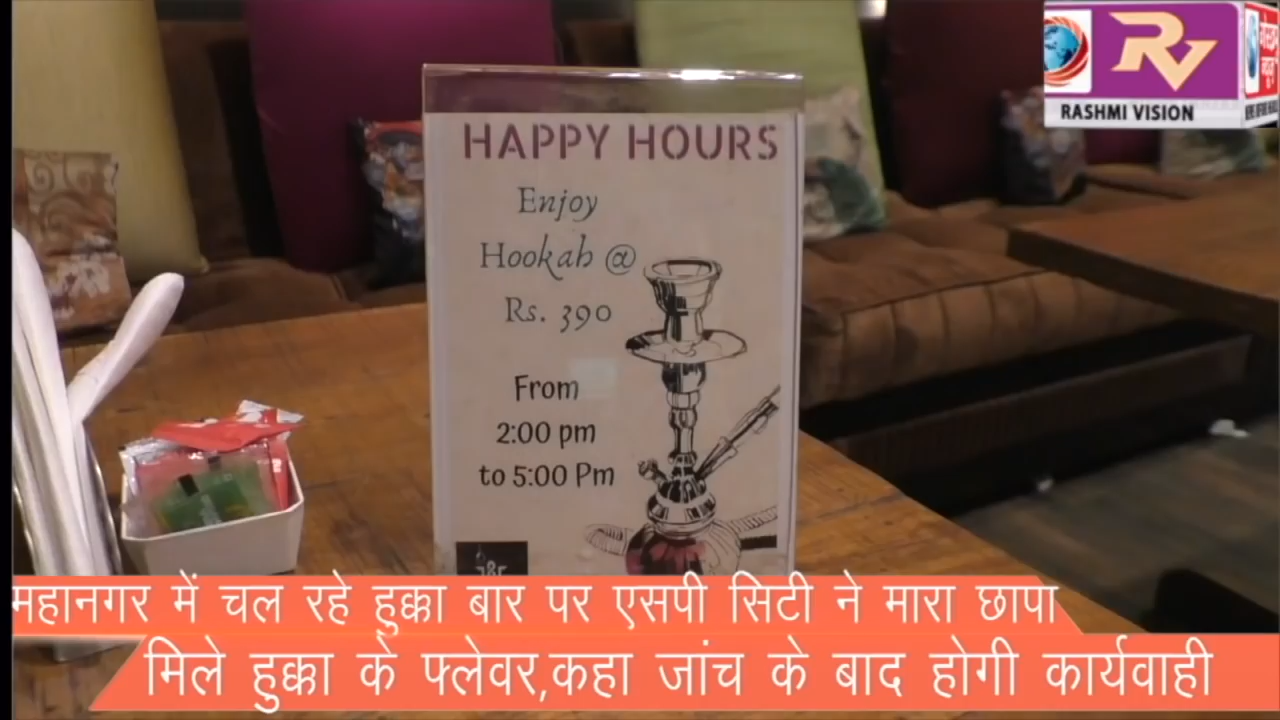 RV
RASHMI VISION
HAPPY HOURS
Enjoy
Hookah @
Rs. 390
From
2:00 pm
to 5:00 Pm
महानगर में चल रहे हुक्का बार पर एसपी सिटी ने मारा छापा
मिले हुक्का के फ्लेवर,कहा जांच के बाद होगी कार्यवाही